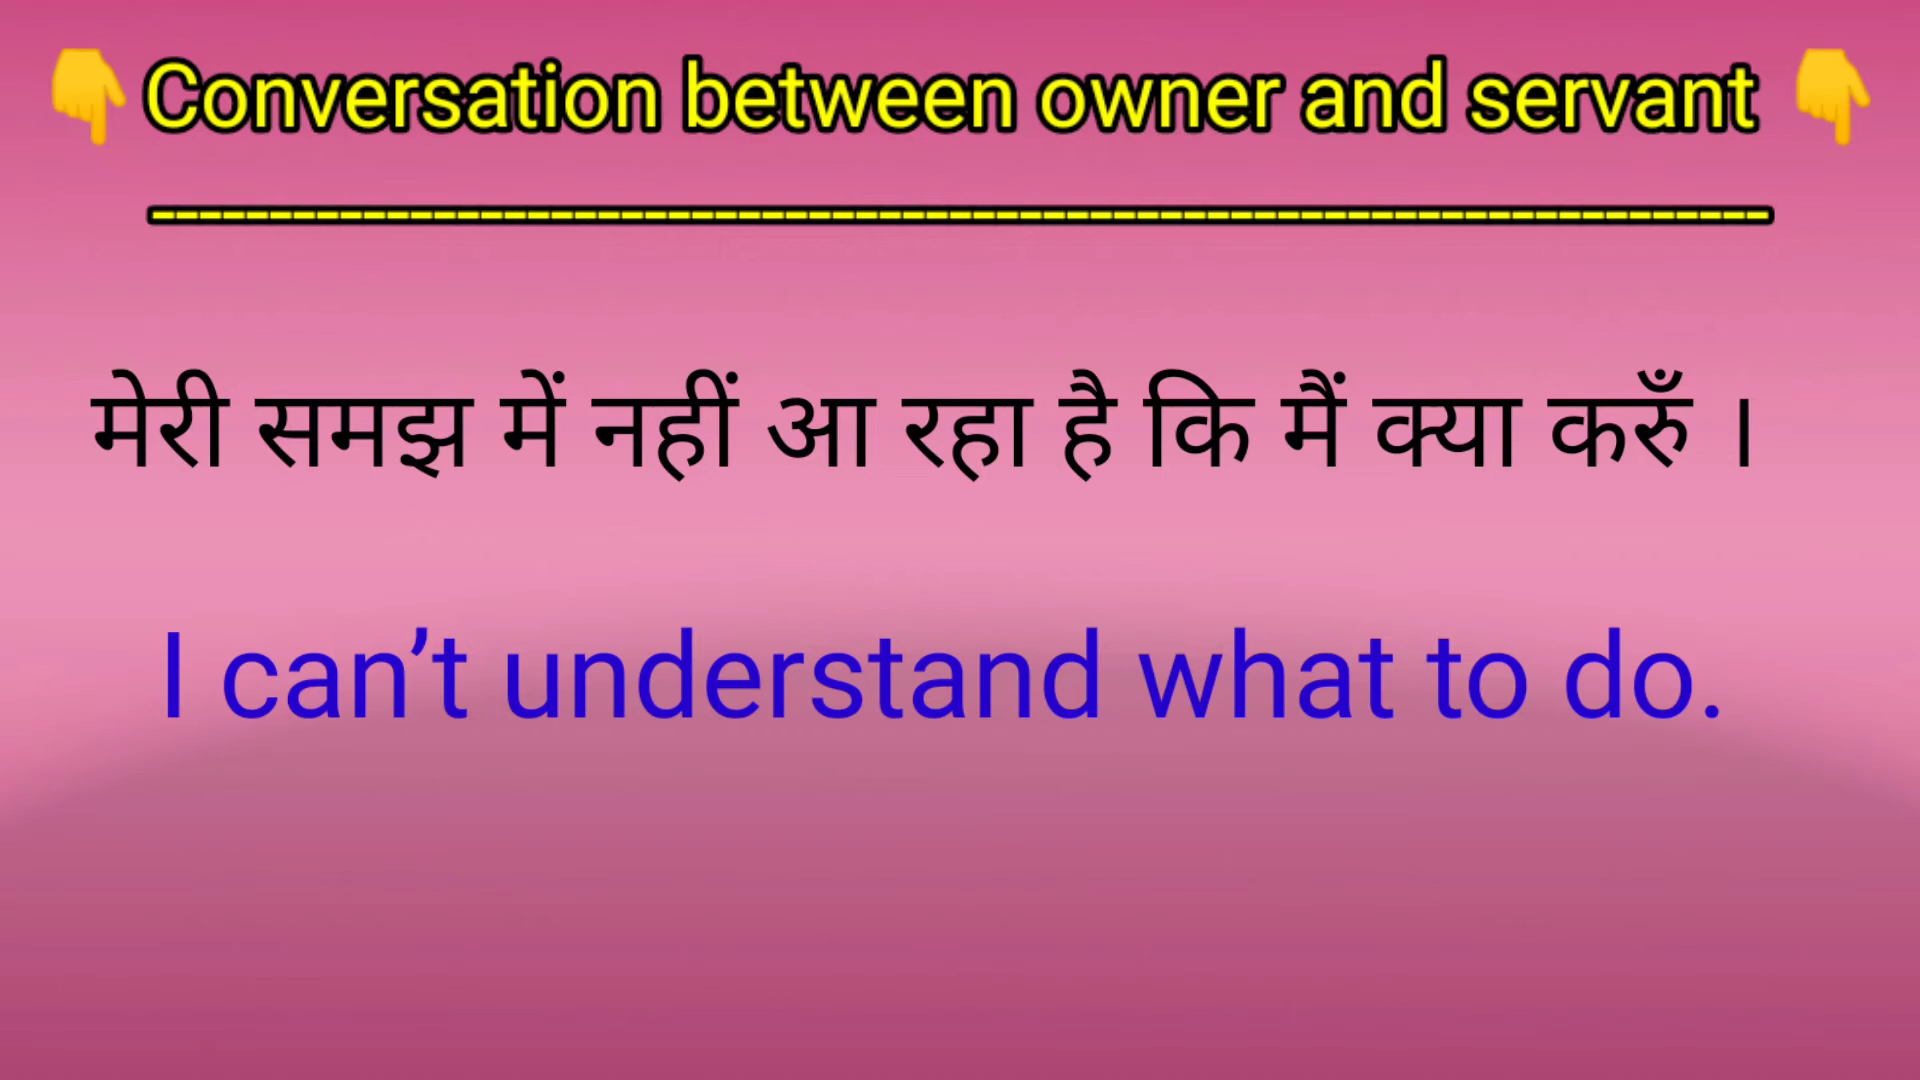 👇 Conversation between owner and servant 👇
-----------------------------------------------------------------------
मेरी समझ में नहीं आ रहा है कि मैं क्या करुँ ।
I can’t understand what to do.